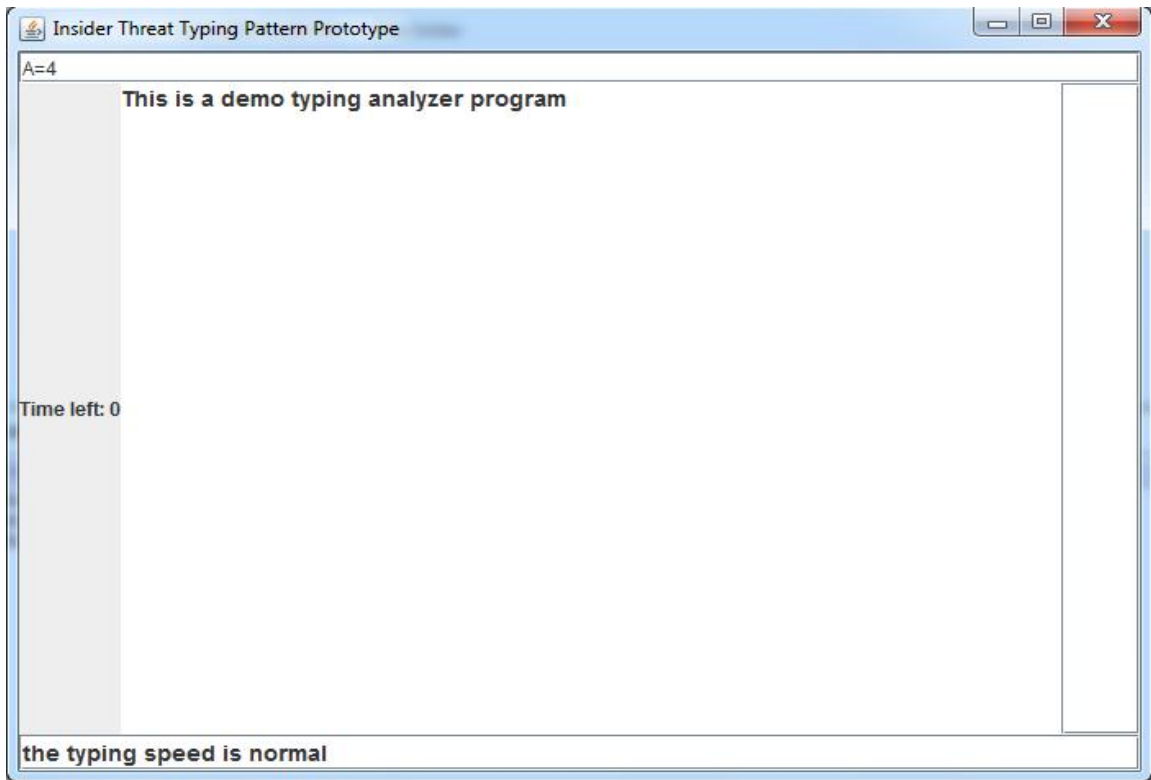 Insider Threat Typing Pattern Prototype
A=4
This is a demo typing analyzer program
Time left: 0
the typing speed is normal